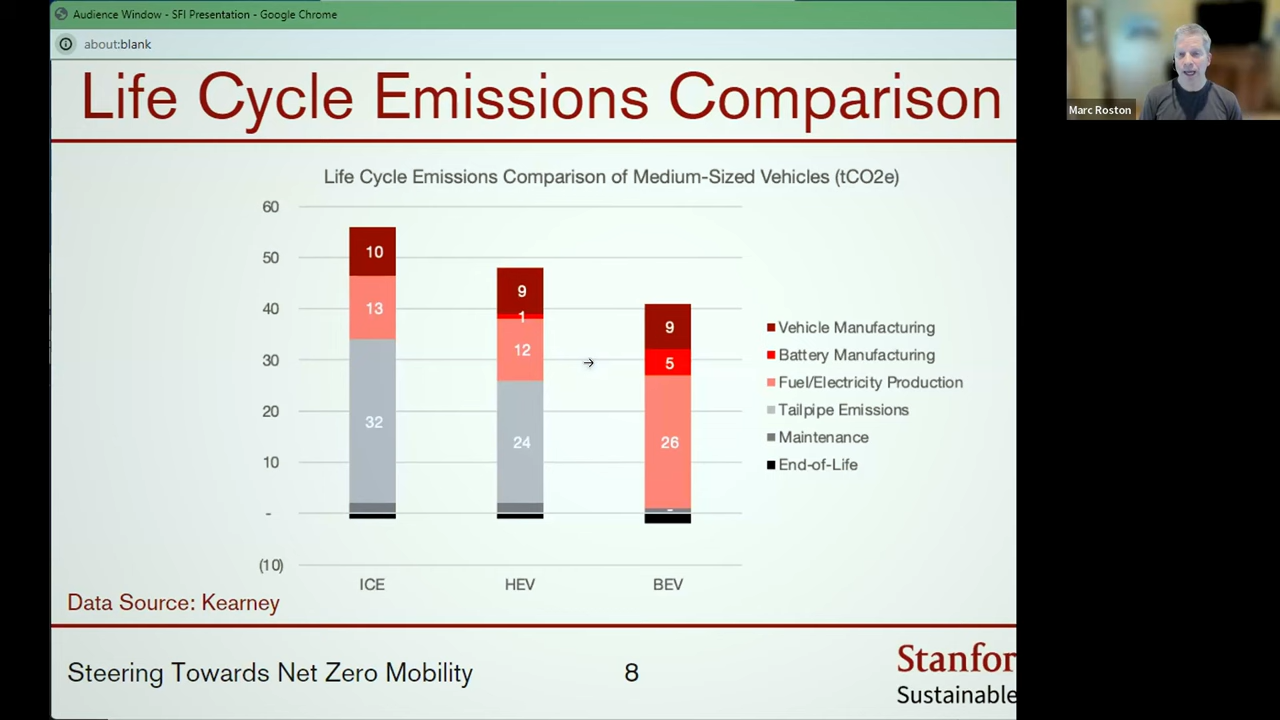 Audience Window - SFI Presentation - Google Chrome
about:blank
Marc Roston
Life Cycle Emissions Comparison
Life Cycle Emissions Comparison of Medium-Sized Vehicles (tCO2e)
60
50
40
30
20
10
-
(10)
10
13
32
9
1
12
24
9
5
26
-
ICE
HEV
BEV
Vehicle Manufacturing
Battery Manufacturing
Fuel/Electricity Production
Tailpipe Emissions
Maintenance
End-of-Life
Data Source: Kearney
Steering Towards Net Zero Mobility
8
Stanfor
Sustainable